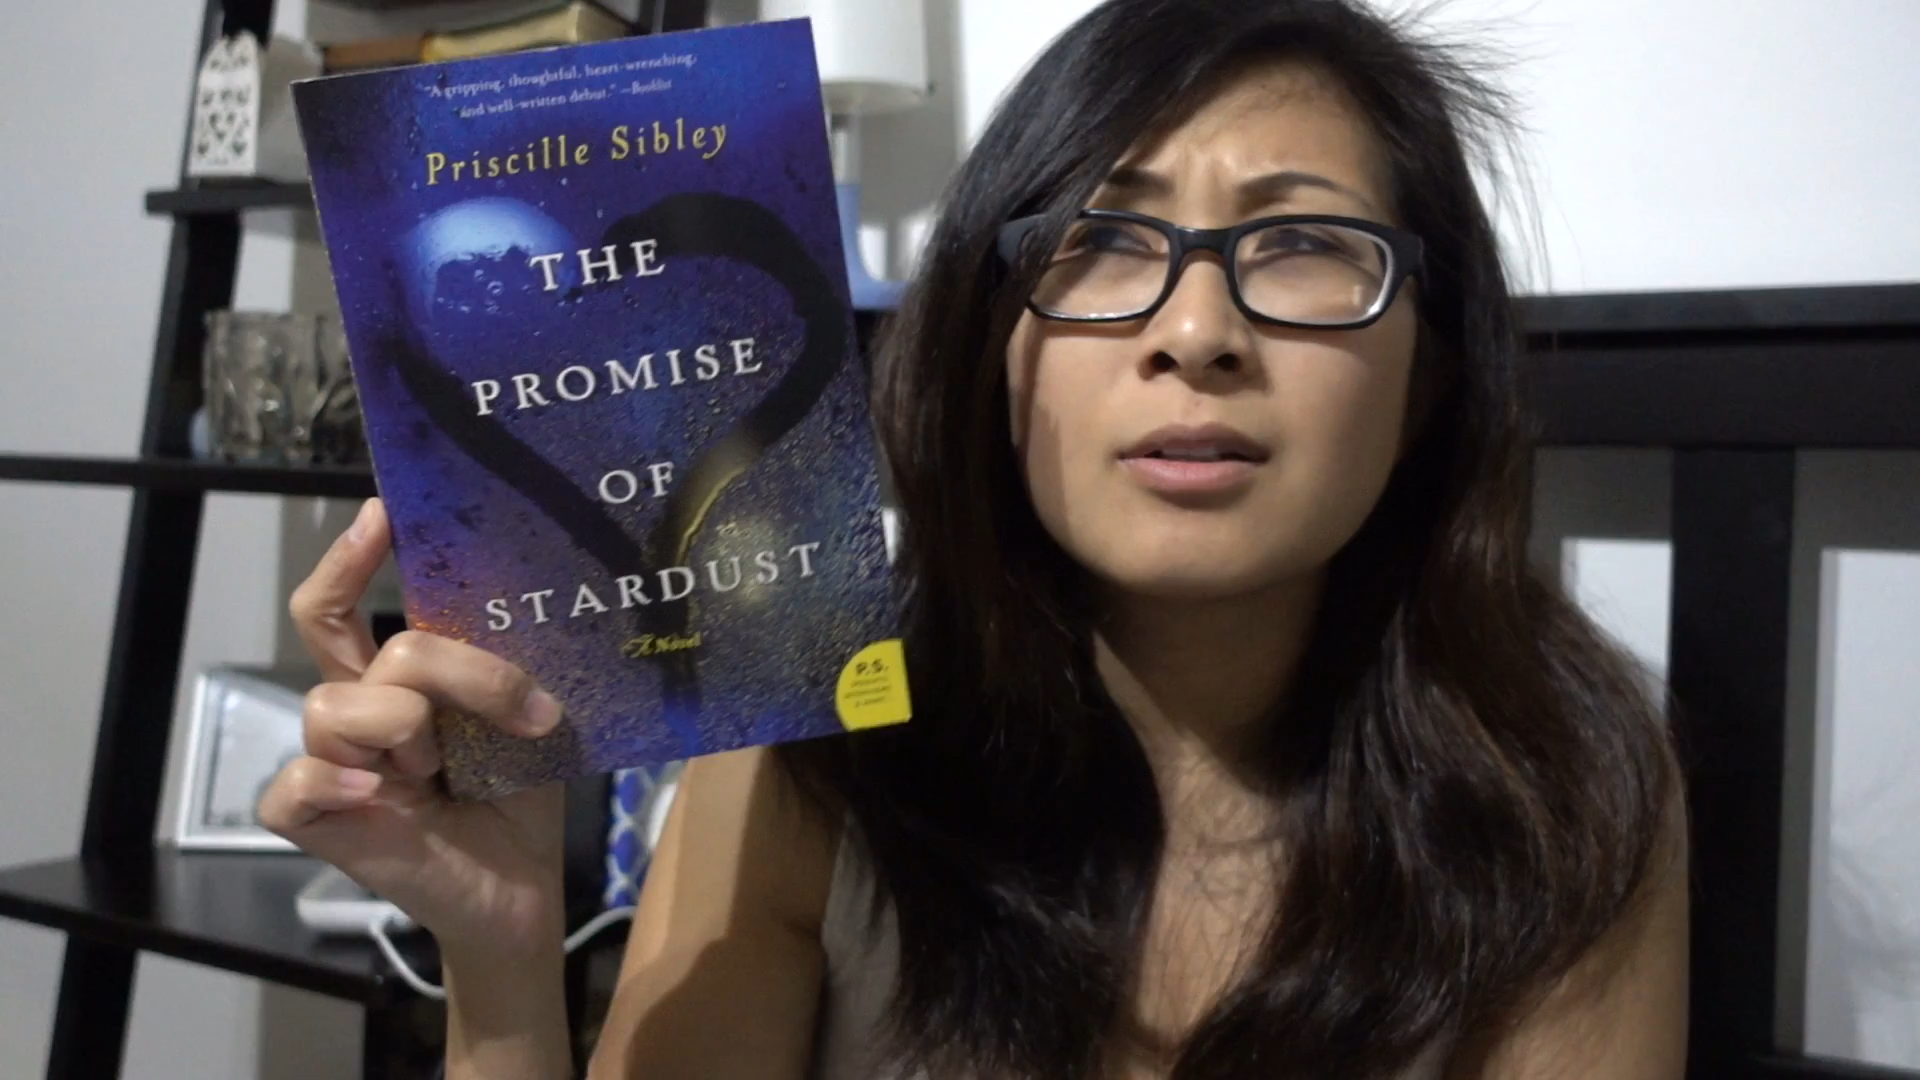 "A gripping, thoughtful, heart-wrenching,
and well-written debut." —Booklist
Priscille Sibley
THE
PROMISE
OF
STARDUST
A Novel
P.S.